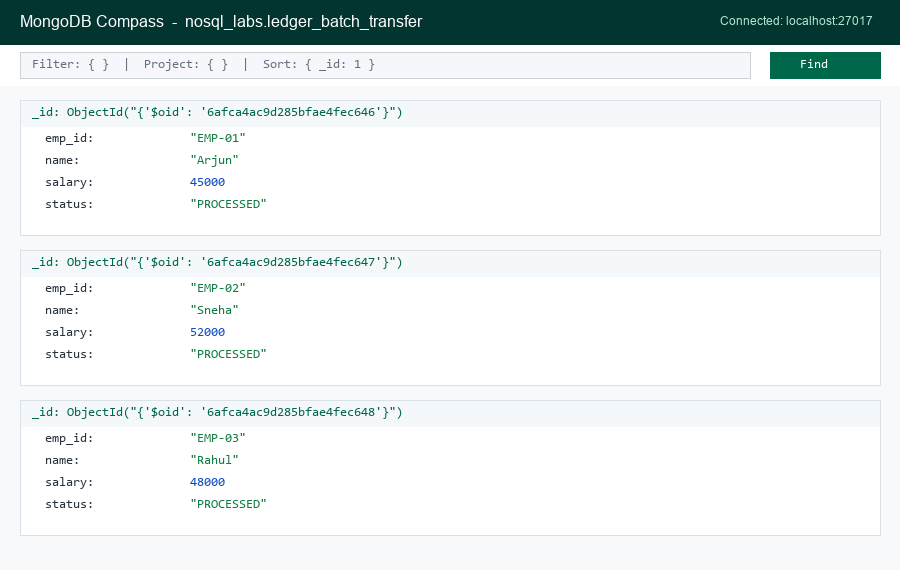 MongoDB Compass - nosql_labs.ledger_batch_transfer
Connected: localhost:27017
Filter: { } | Project: { } | Sort: { _id: 1 }
Find
_id: ObjectId("{'$oid': '6afca4ac9d285bfae4fec646'}")
emp_id: "EMP-01"
name: "Arjun"
salary: 45000
status: "PROCESSED"
_id: ObjectId("{'$oid': '6afca4ac9d285bfae4fec647'}")
emp_id: "EMP-02"
name: "Sneha"
salary: 52000
status: "PROCESSED"
_id: ObjectId("{'$oid': '6afca4ac9d285bfae4fec648'}")
emp_id: "EMP-03"
name: "Rahul"
salary: 48000
status: "PROCESSED"